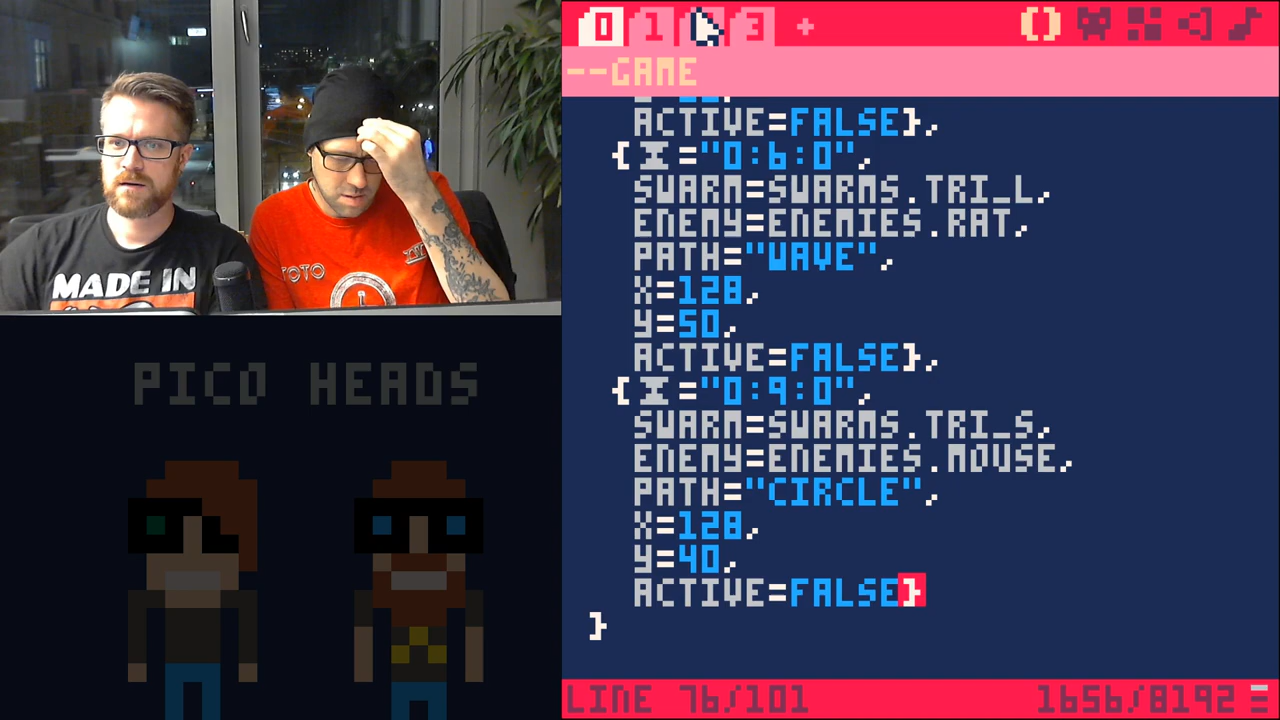 MADE IN
TOTO
PICO HEADS
0 1 3 +
--GAME
ACTIVE=FALSE},
{⧗="0:6:0",
SWARM=SWARMS.TRI_L,
ENEMY=ENEMIES.RAT,
PATH="WAVE",
X=128,
Y=50,
ACTIVE=FALSE},
{⧗="0:9:0",
SWARM=SWARMS.TRI_S,
ENEMY=ENEMIES.MOUSE,
PATH="CIRCLE",
X=128,
Y=40,
ACTIVE=FALSE}
}
LINE 76/101
1656/8192